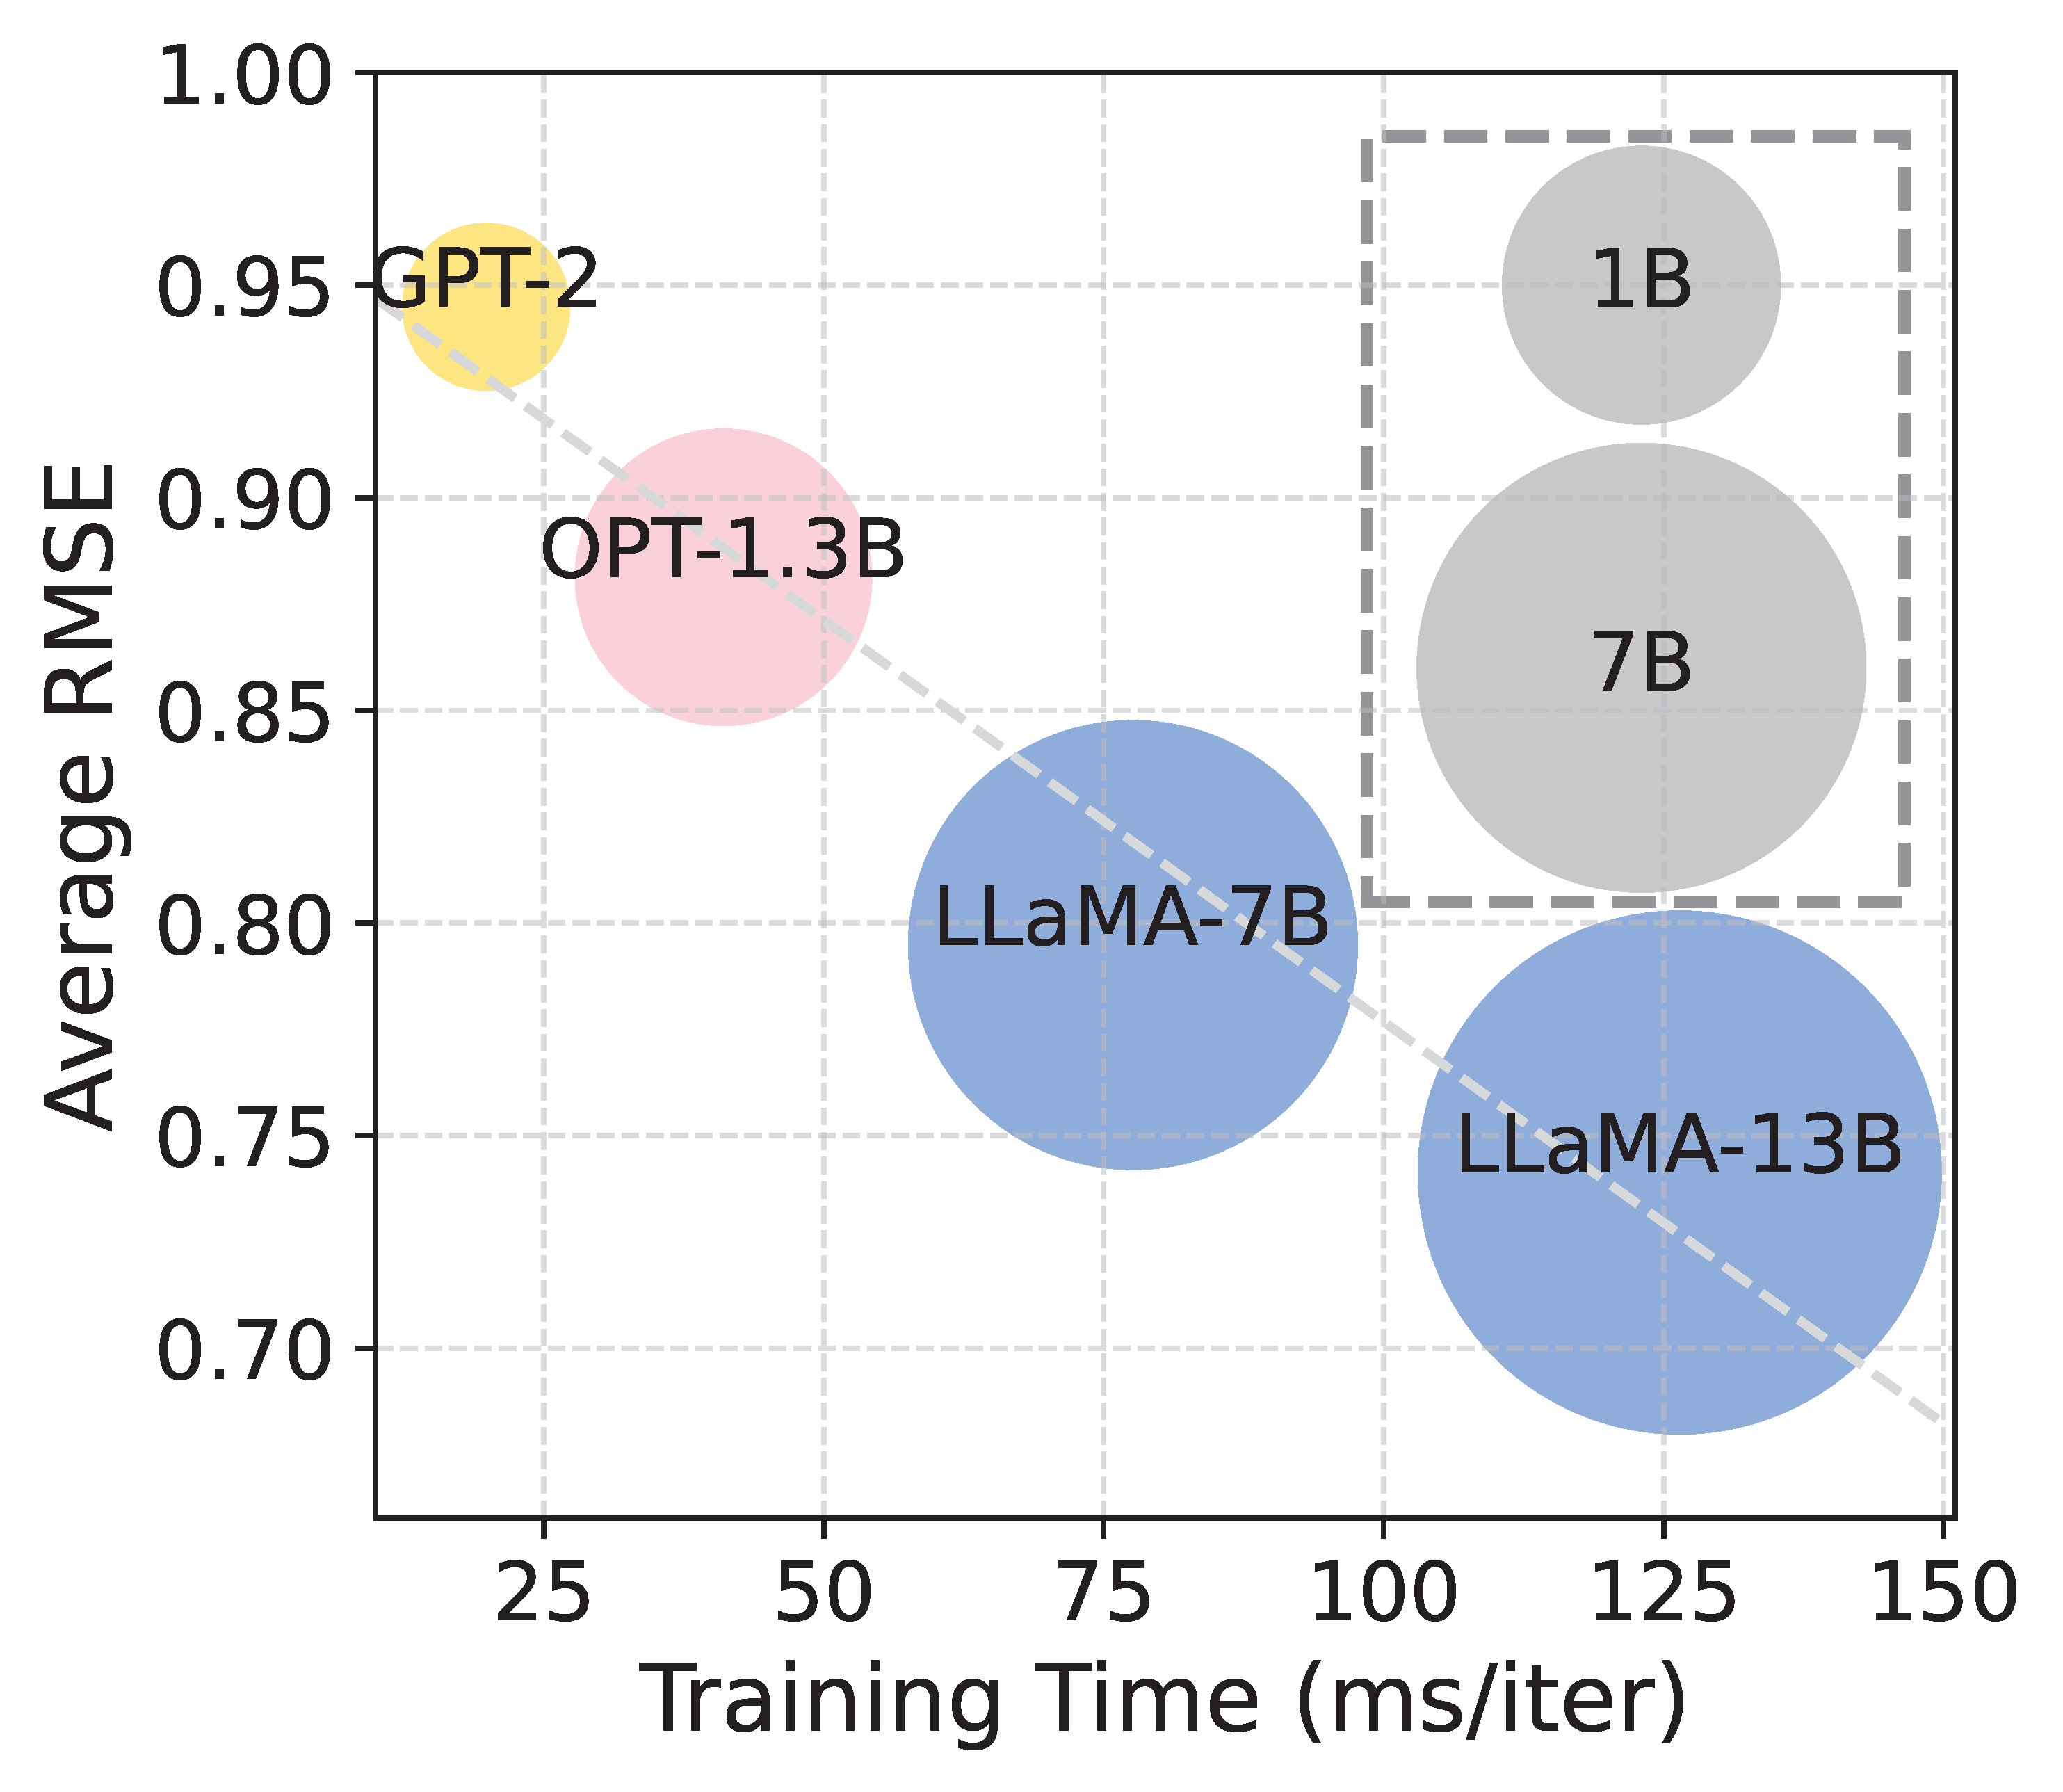 1.00
0.95
0.90
0.85
0.80
0.75
0.70
Average RMSE
GPT-2
OPT-1.3B
LLaMA-7B
LLaMA-13B
1B
7B
25 50 75 100 125 150
Training Time (ms/iter)